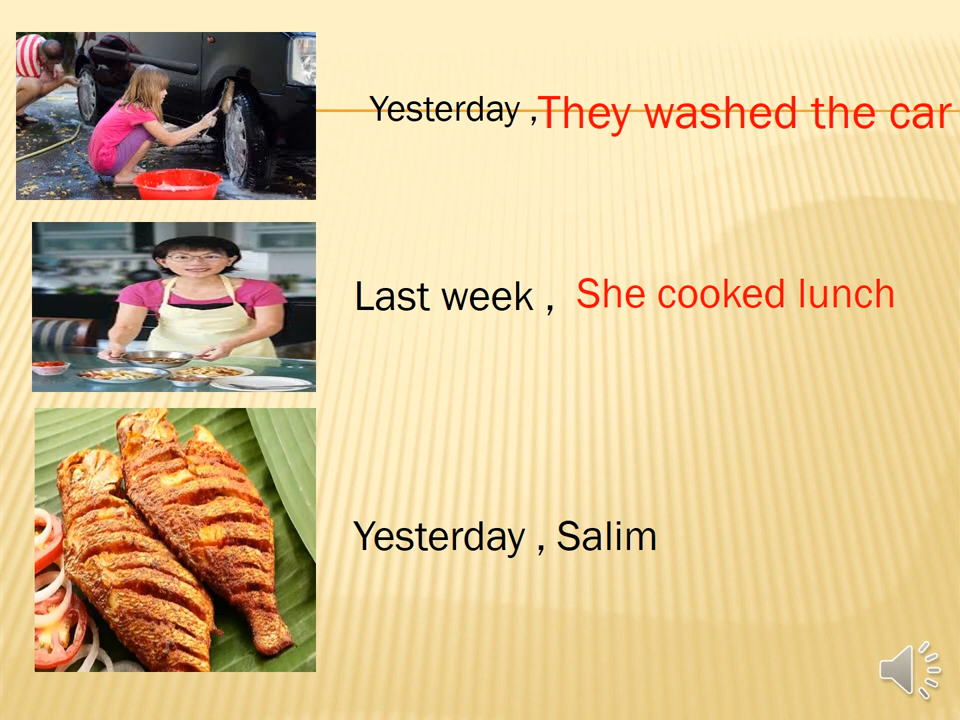 Yesterday ,They washed the car
Last week , She cooked lunch
Yesterday , Salim